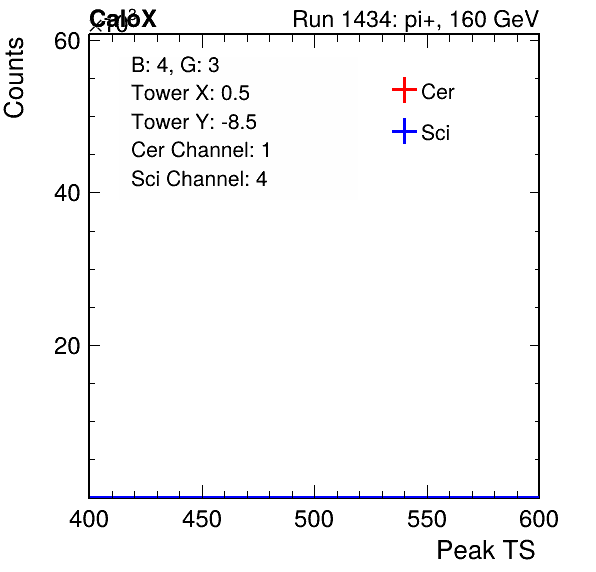 CaloX
×10³
Run 1434: pi+, 160 GeV
Counts
60
40
20
B: 4, G: 3
Tower X: 0.5
Tower Y: -8.5
Cer Channel: 1
Sci Channel: 4
Cer
Sci
400 450 500 550 600
Peak TS